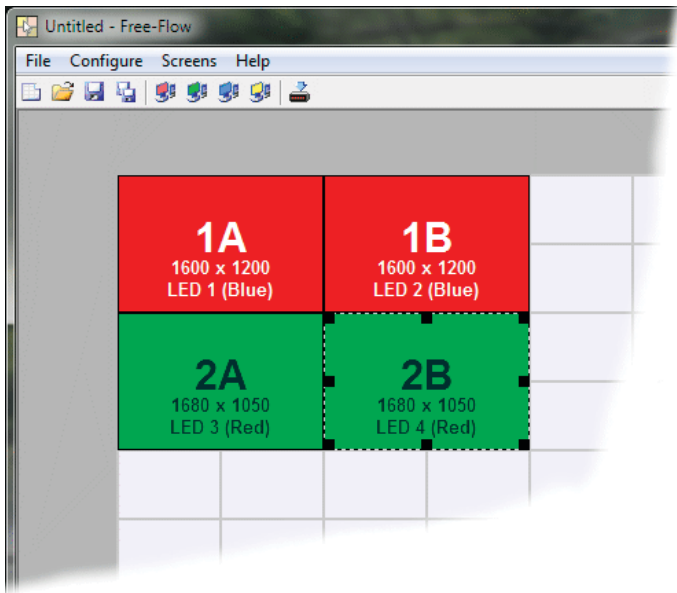 Untitled - Free-Flow
File Configure Screens Help
1A
1600 x 1200
LED 1 (Blue)
1B
1600 x 1200
LED 2 (Blue)
2A
1680 x 1050
LED 3 (Red)
2B
1680 x 1050
LED 4 (Red)